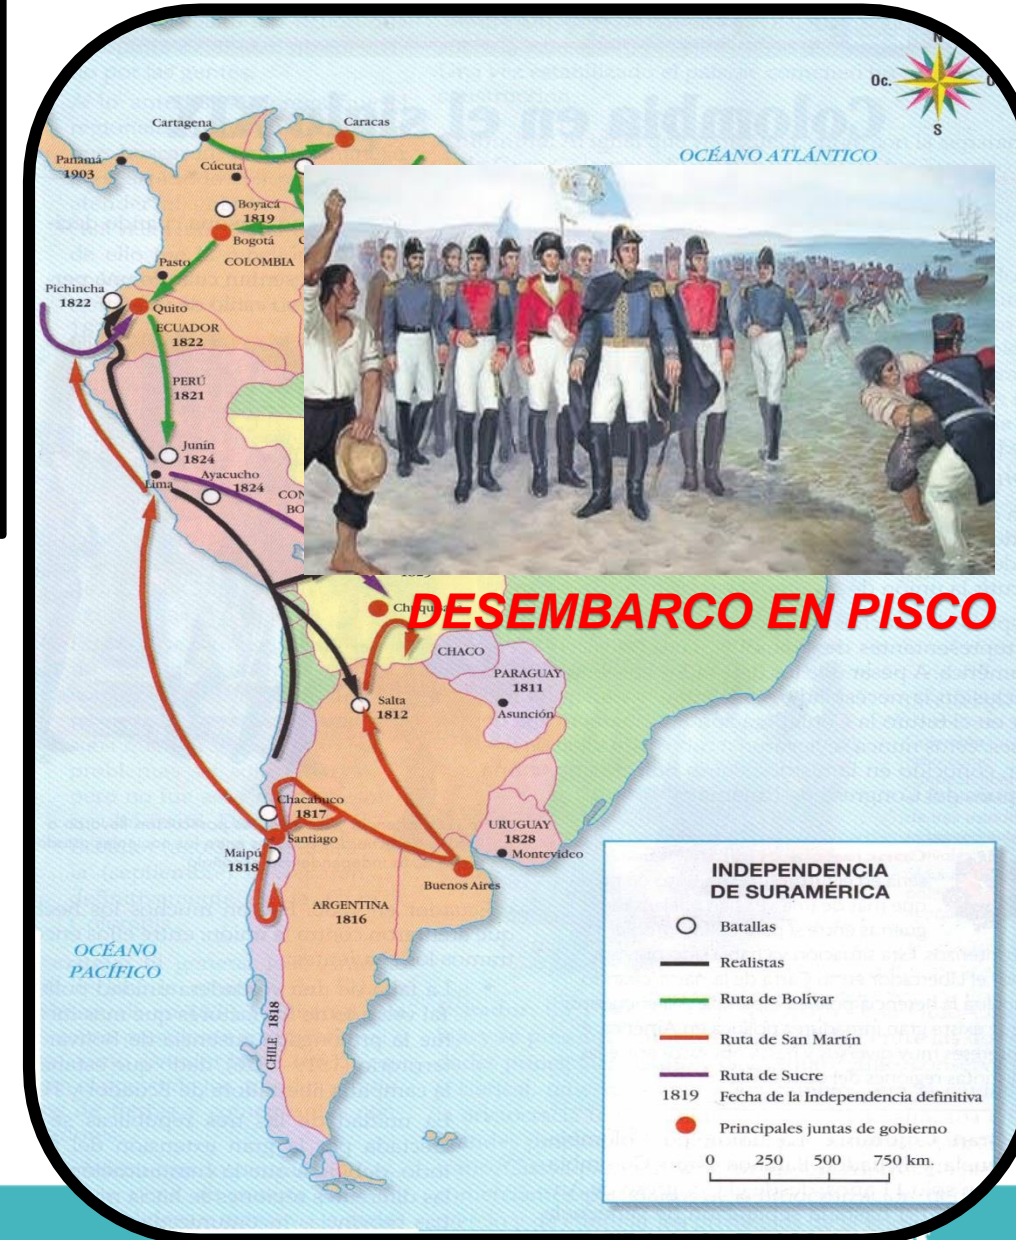 N
Oc.
S
OCÉANO ATLÁNTICO
Cartagena
Caracas
Panamá
1903
Cúcuta
Boyacá
1819
Bogotá
COLOMBIA
Pasto
Pichincha
1822
Quito
ECUADOR
1822
PERÚ
1821
Junín
1824
Lima
Ayacucho
1824
DESEMBARCO EN PISCO
CHACO
PARAGUAY
1811
Asunción
Salta
1812
Chacabuco
1817
Santiago
Maipú
1818
URUGUAY
1828
Montevideo
Buenos Aires
ARGENTINA
1816
OCÉANO
PACÍFICO
CHILE 1818
INDEPENDENCIA
DE SURAMÉRICA
Batallas
Realistas
Ruta de Bolívar
Ruta de San Martín
Ruta de Sucre
1819 Fecha de la Independencia definitiva
Principales juntas de gobierno
0 250 500 750 km.